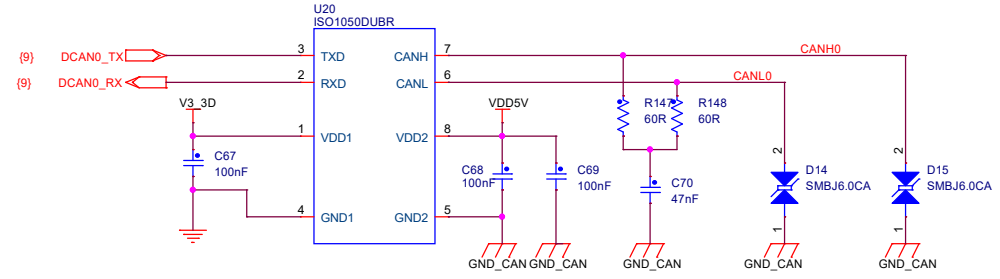 U20
ISO1050DUBR
{9} DCAN0_TX 3 TXD CANH 7 CANH0
{9} DCAN0_RX 2 RXD CANL 6 CANL0
V3_3D VDD5V R147 R148
60R 60R
1 VDD1 VDD2 8
C67 C68 C69 C70 2 D14 2 D15
100nF 100nF 100nF 47nF SMBJ6.0CA SMBJ6.0CA
4 GND1 GND2 5 1 1
GND_CAN GND_CAN GND_CAN GND_CAN GND_CAN